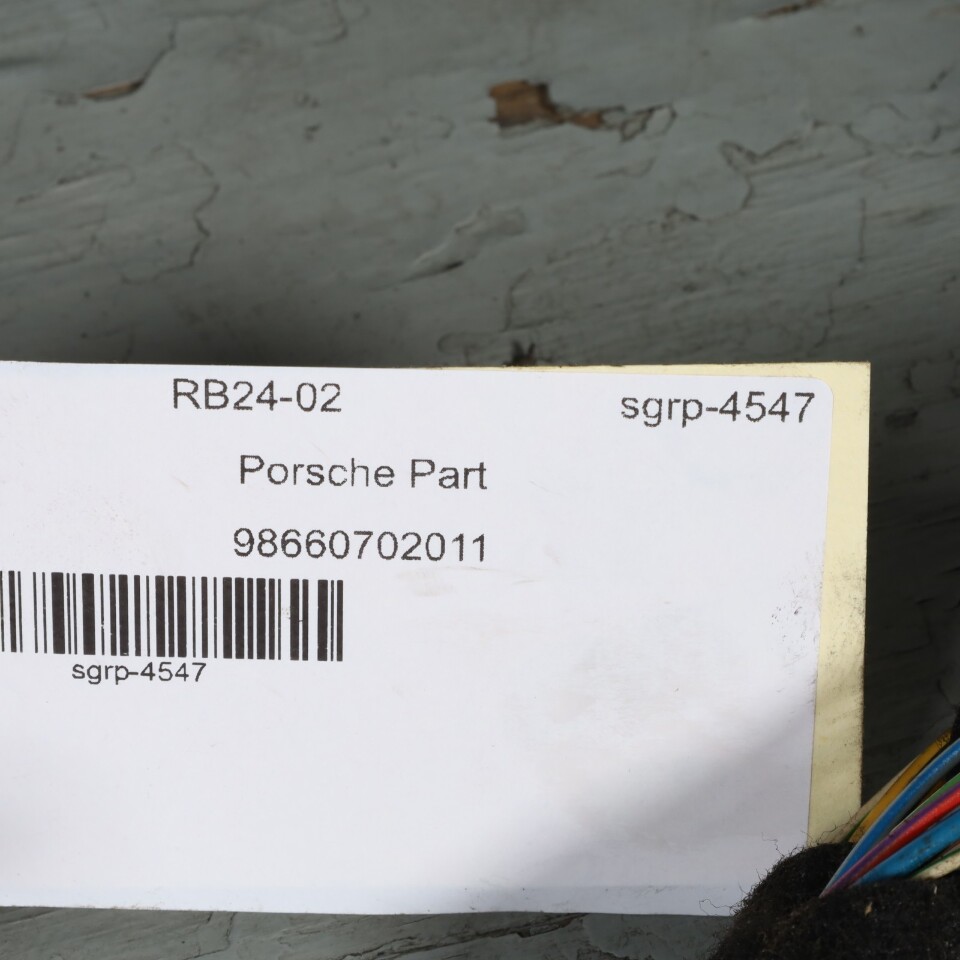 RB24-02 sgrp-4547
Porsche Part
98660702011
sgrp-4547